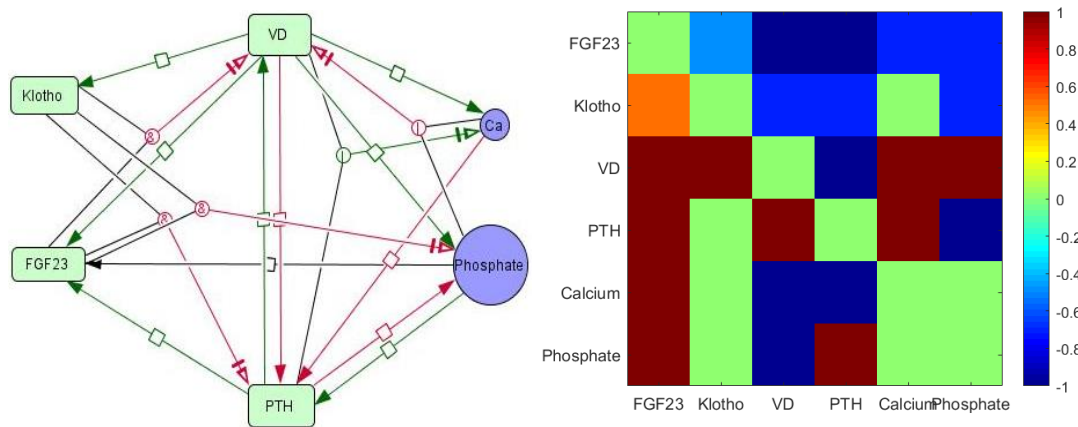 VD
Klotho
Ca
&
&
&
FGF23
Phosphate
PTH
FGF23
Klotho
VD
PTH
Calcium
Phosphate
FGF23
Klotho
VD
PTH
Calcium
Phosphate
1
0.8
0.6
0.4
0.2
0
-0.2
-0.4
-0.6
-0.8
-1